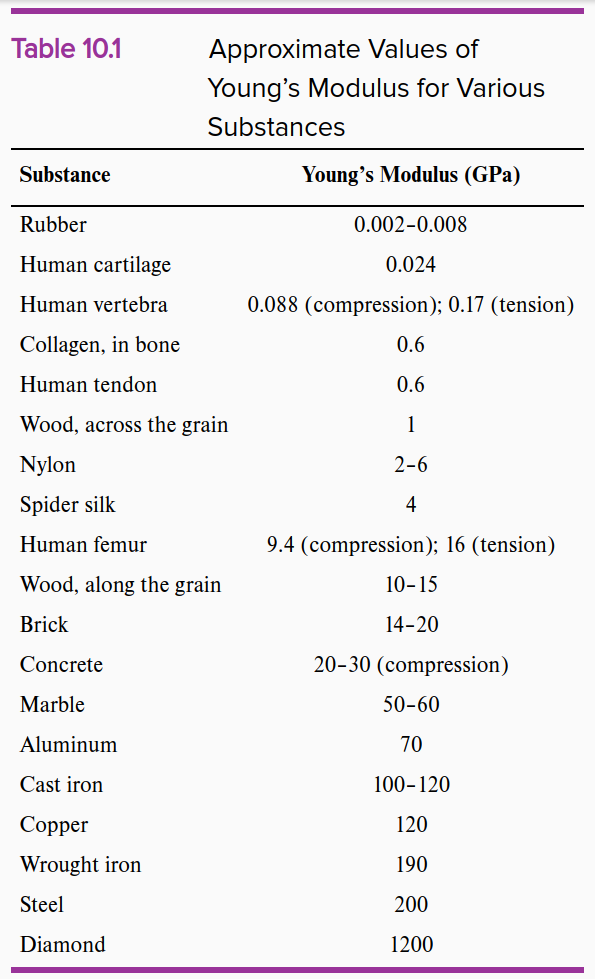 Table 10.1 Approximate Values of
Young’s Modulus for Various
Substances
Substance Young’s Modulus (GPa)
Rubber 0.002–0.008
Human cartilage 0.024
Human vertebra 0.088 (compression); 0.17 (tension)
Collagen, in bone 0.6
Human tendon 0.6
Wood, across the grain 1
Nylon 2–6
Spider silk 4
Human femur 9.4 (compression); 16 (tension)
Wood, along the grain 10–15
Brick 14–20
Concrete 20–30 (compression)
Marble 50–60
Aluminum 70
Cast iron 100–120
Copper 120
Wrought iron 190
Steel 200
Diamond 1200